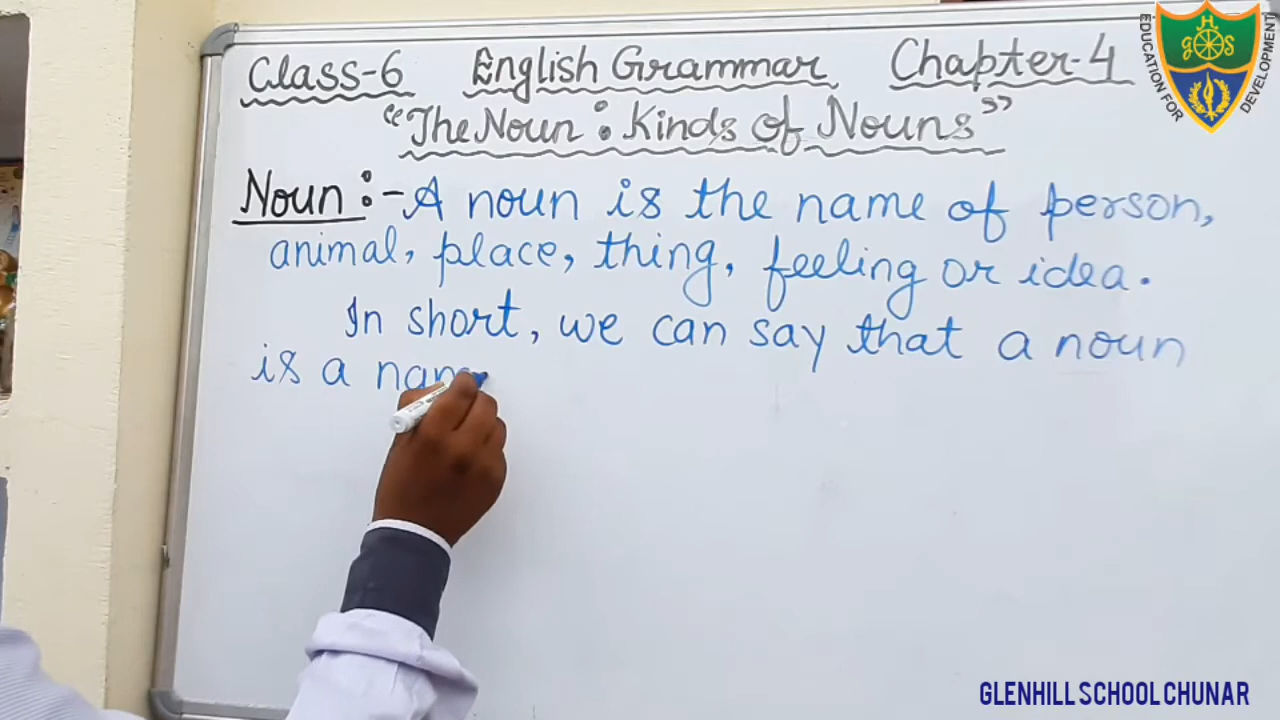 Class-6 English Grammar Chapter-4
"The Noun : Kinds of Nouns"
Noun :- A noun is the name of person,
animal, place, thing, feeling or idea.
In short, we can say that a noun
is a nam
EDUCATION FOR DEVELOPMENT
G H S
GLENHILL SCHOOL CHUNAR